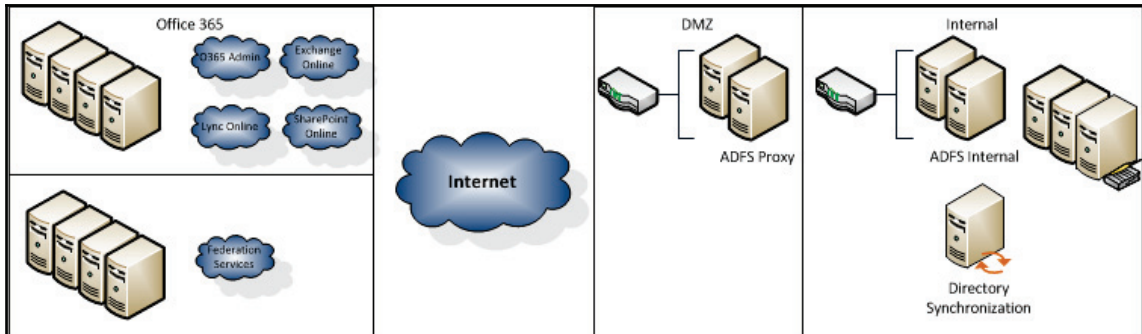 Office 365
O365 Admin
Exchange
Online
Lync Online
SharePoint
Online
Federation
Services
Internet
DMZ
ADFS Proxy
Internal
ADFS Internal
Directory
Synchronization